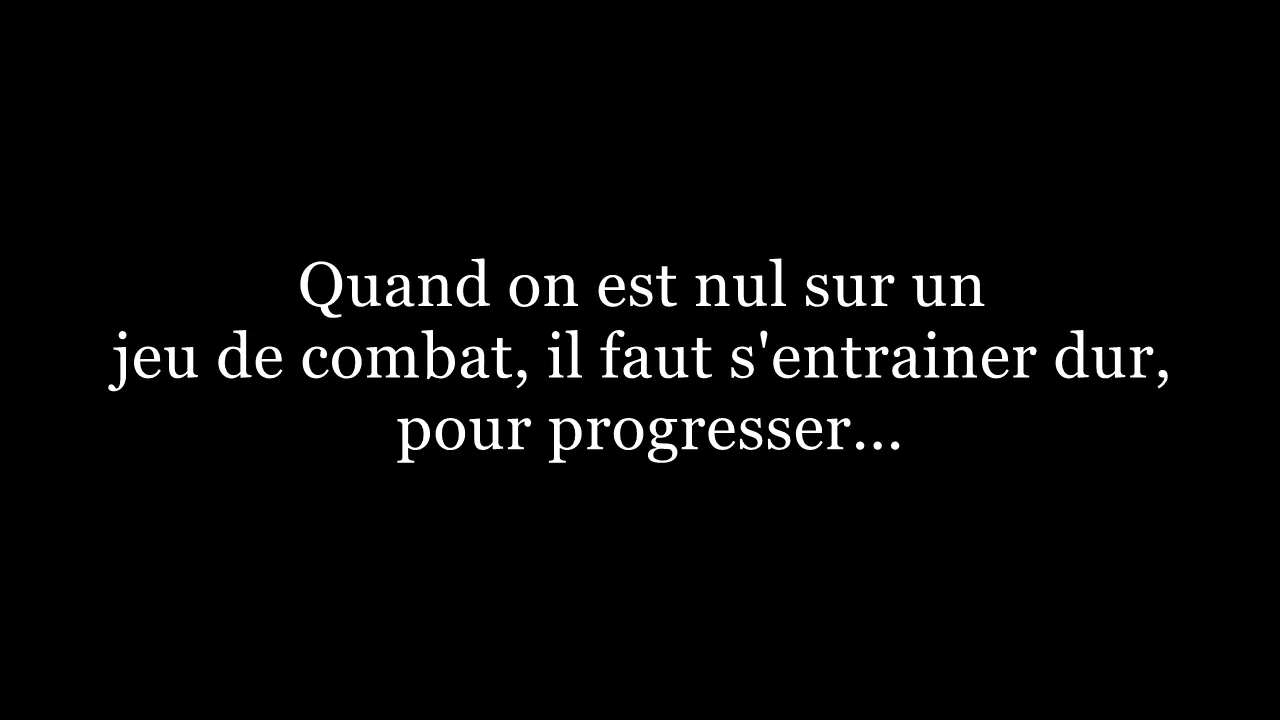 Quand on est nul sur un
jeu de combat, il faut s'entrainer dur,
pour progresser...